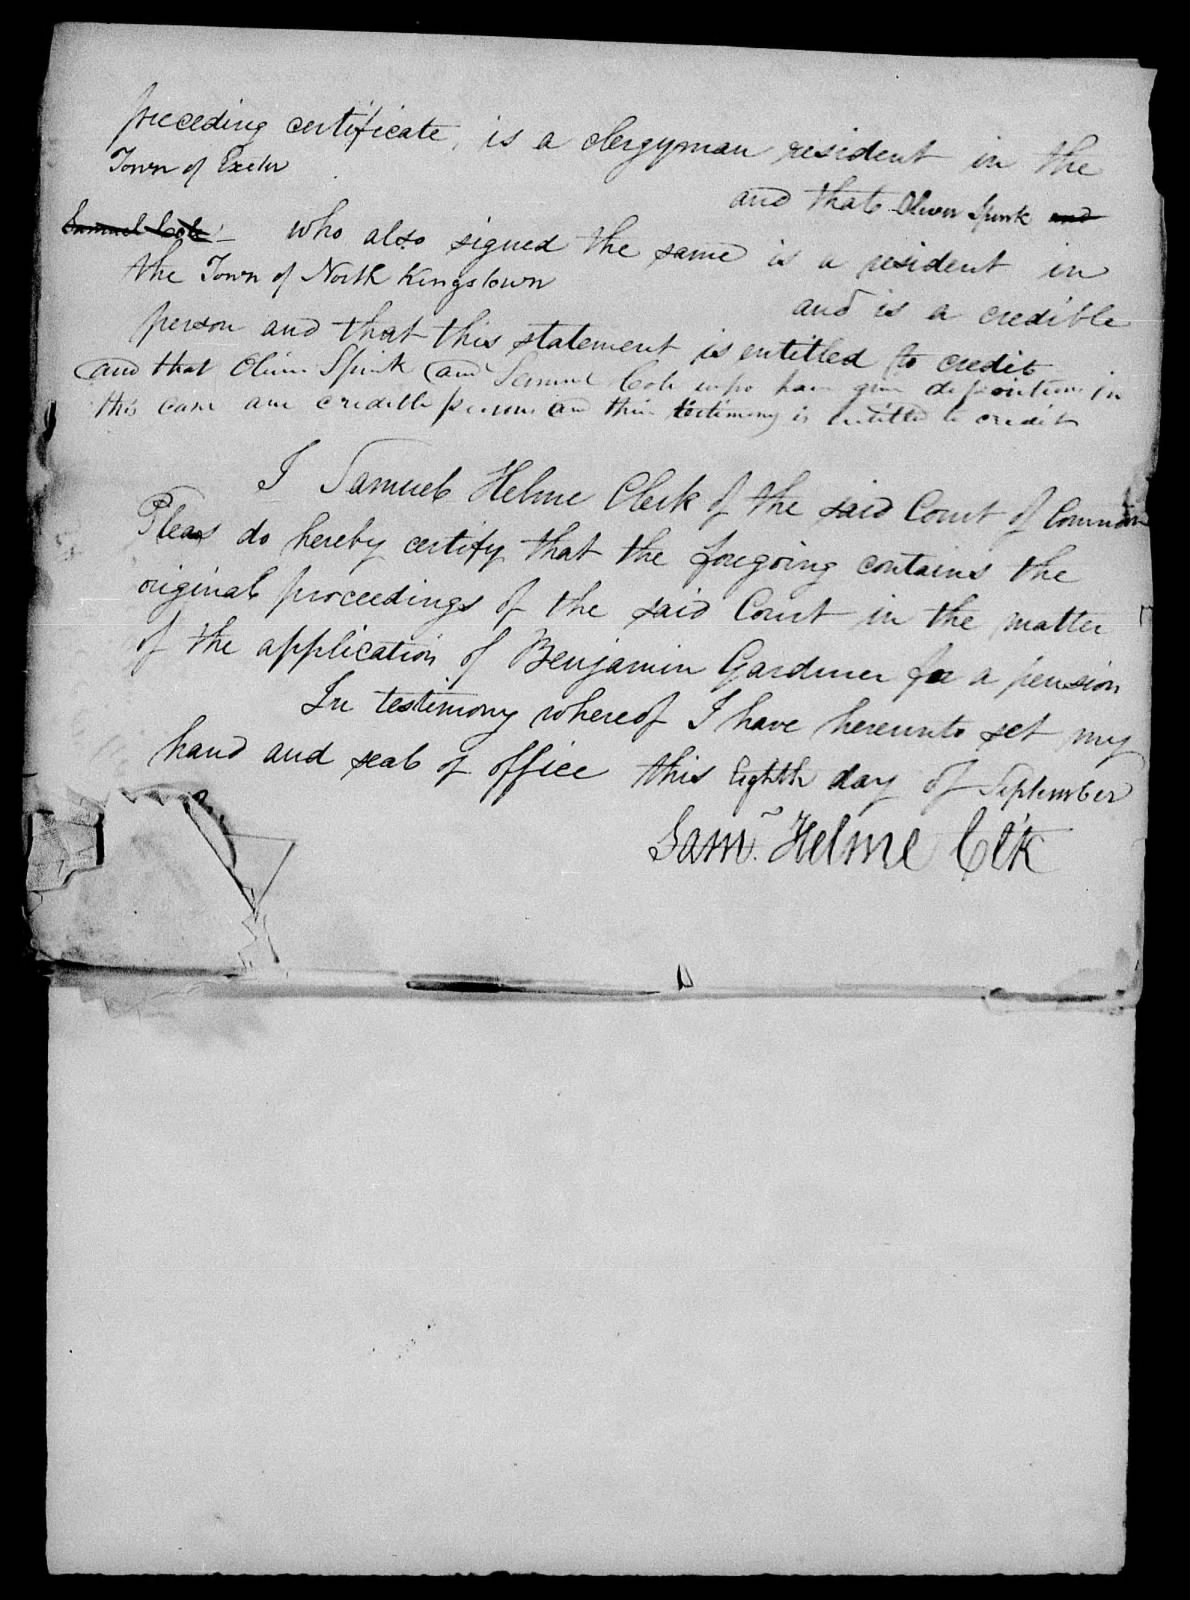 preceding certificate, is a clergyman resident in the
Town of Exeter
and that Oliver Spink and
Samuel Cole who also signed the same is a resident in
the Town of North Kingstown
and is a credible
person and that this statement is entitled to credit
and that Oliver Spink and Samuel Cole who have given depositions in
this case are credible persons and their testimony is entitled to credit
I Samuel Helme Clerk of the said Court of Common
Pleas do hereby certify that the foregoing contains the
original proceedings of the said Court in the matter
of the application of Benjamin Gardiner for a pension
In testimony whereof I have hereunto set my
hand and seal of office this Eighth day of September
Sam. Helme Clk